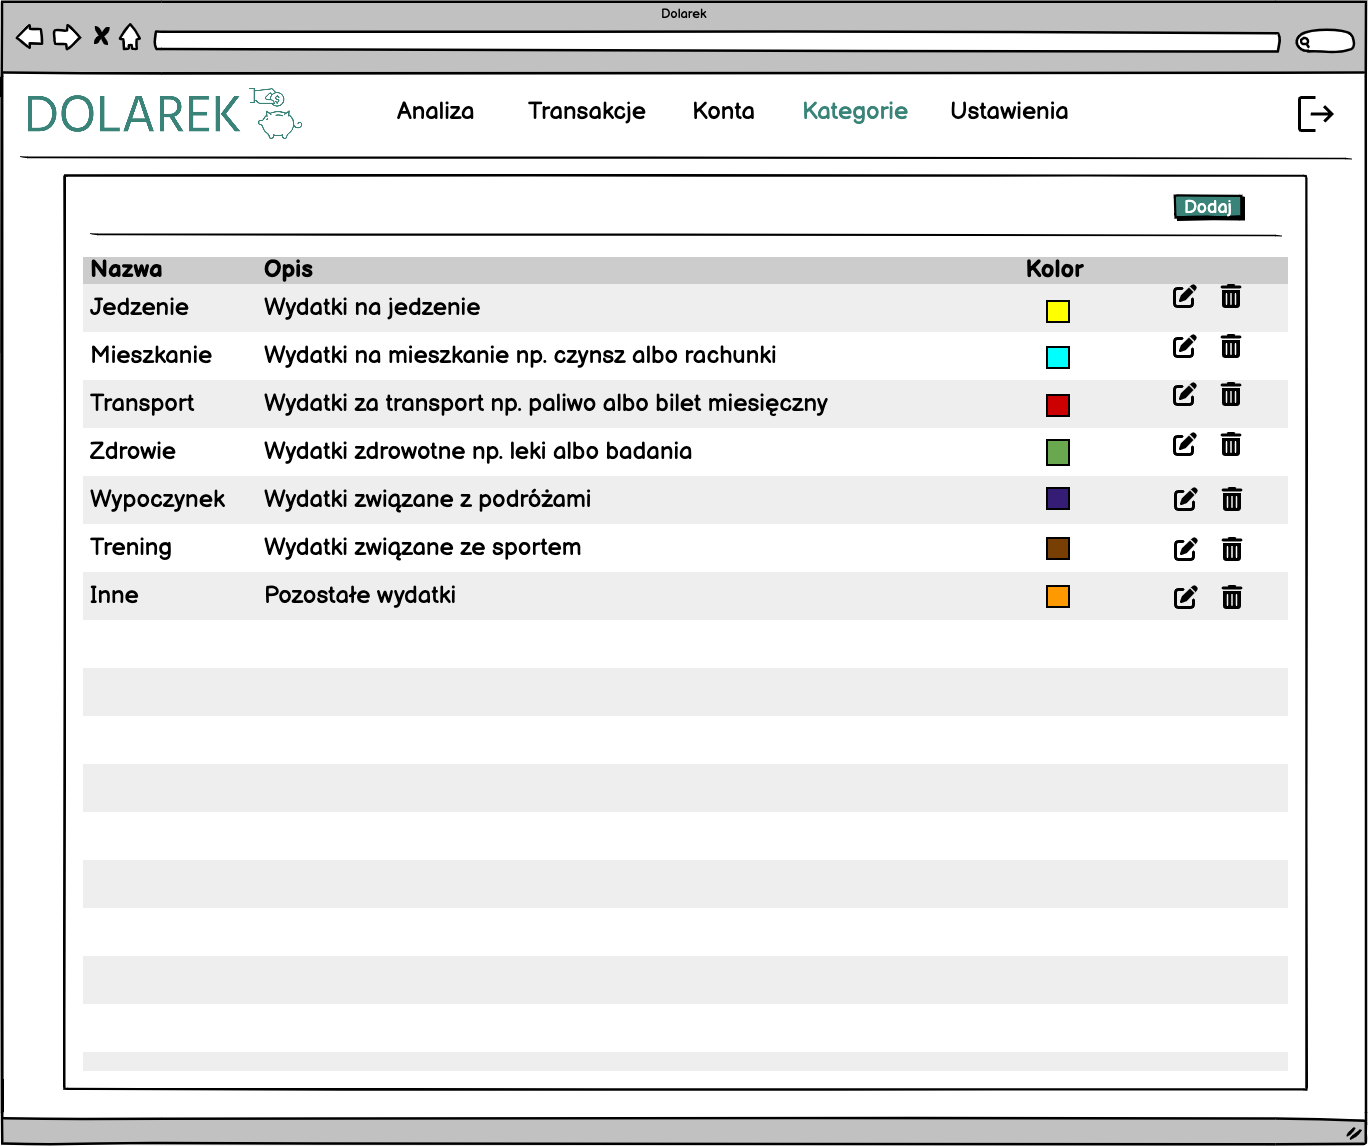 Dolarek
DOLAREK Analiza Transakcje Konta Kategorie Ustawienia
Dodaj
Nazwa Opis Kolor
Jedzenie Wydatki na jedzenie
Mieszkanie Wydatki na mieszkanie np. czynsz albo rachunki
Transport Wydatki za transport np. paliwo albo bilet miesięczny
Zdrowie Wydatki zdrowotne np. leki albo badania
Wypoczynek Wydatki związane z podróżami
Trening Wydatki związane ze sportem
Inne Pozostałe wydatki